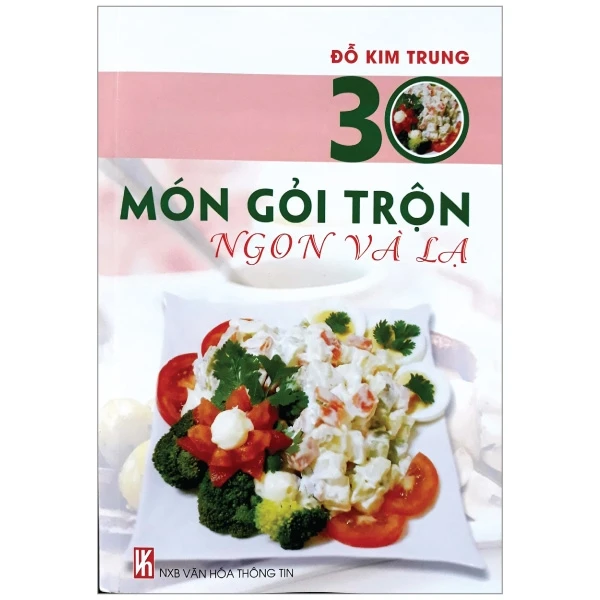 ĐỖ KIM TRUNG
30
MÓN GỎI TRỘN
NGON VÀ LẠ
NXB VĂN HÓA THÔNG TIN